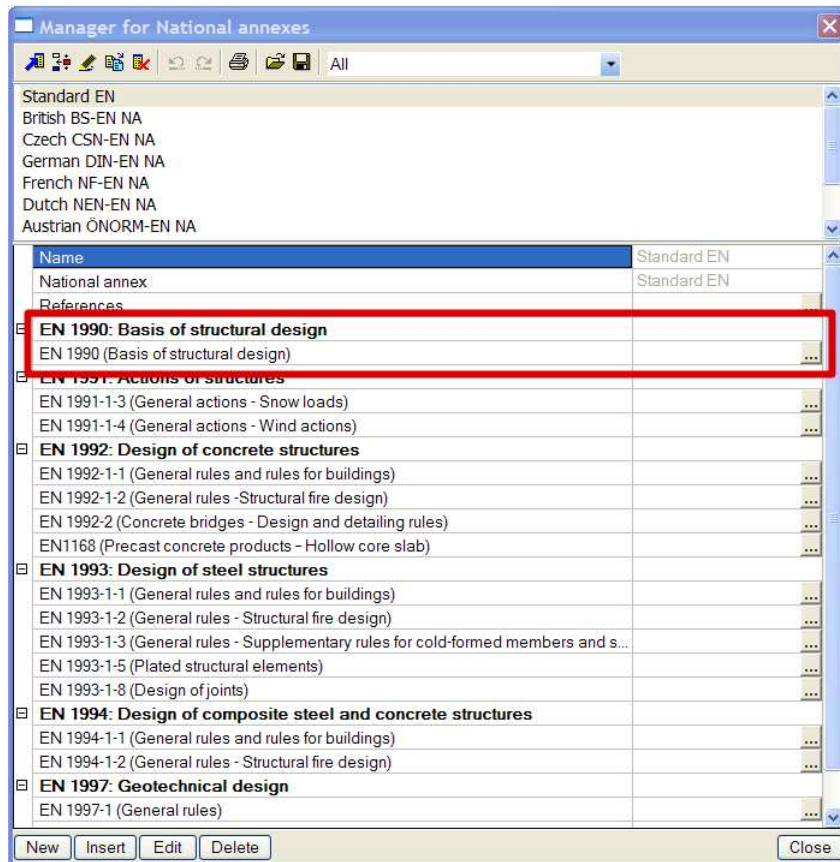 Manager for National annexes
All
Standard EN
British BS-EN NA
Czech CSN-EN NA
German DIN-EN NA
French NF-EN NA
Dutch NEN-EN NA
Austrian ÖNORM-EN NA
Name Standard EN
National annex Standard EN
References ...
EN 1990: Basis of structural design
EN 1990 (Basis of structural design) ...
EN 1991: Actions of structures
EN 1991-1-3 (General actions - Snow loads) ...
EN 1991-1-4 (General actions - Wind actions) ...
EN 1992: Design of concrete structures
EN 1992-1-1 (General rules and rules for buildings) ...
EN 1992-1-2 (General rules -Structural fire design) ...
EN 1992-2 (Concrete bridges - Design and detailing rules) ...
EN1168 (Precast concrete products – Hollow core slab) ...
EN 1993: Design of steel structures
EN 1993-1-1 (General rules and rules for buildings) ...
EN 1993-1-2 (General rules - Structural fire design) ...
EN 1993-1-3 (General rules - Supplementary rules for cold-formed members and s... ...
EN 1993-1-5 (Plated structural elements) ...
EN 1993-1-8 (Design of joints) ...
EN 1994: Design of composite steel and concrete structures
EN 1994-1-1 (General rules and rules for buildings) ...
EN 1994-1-2 (General rules - Structural fire design) ...
EN 1997: Geotechnical design
EN 1997-1 (General rules) ...
New Insert Edit Delete Close